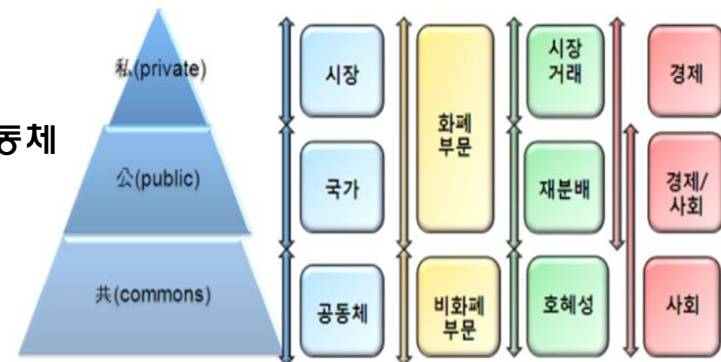 私(private)
시장
시장
거래
경제
화폐
부문
동체
公(public)
국가
재분배
경제/
사회
共(commons)
공동체
비화폐
부문
호혜성
사회